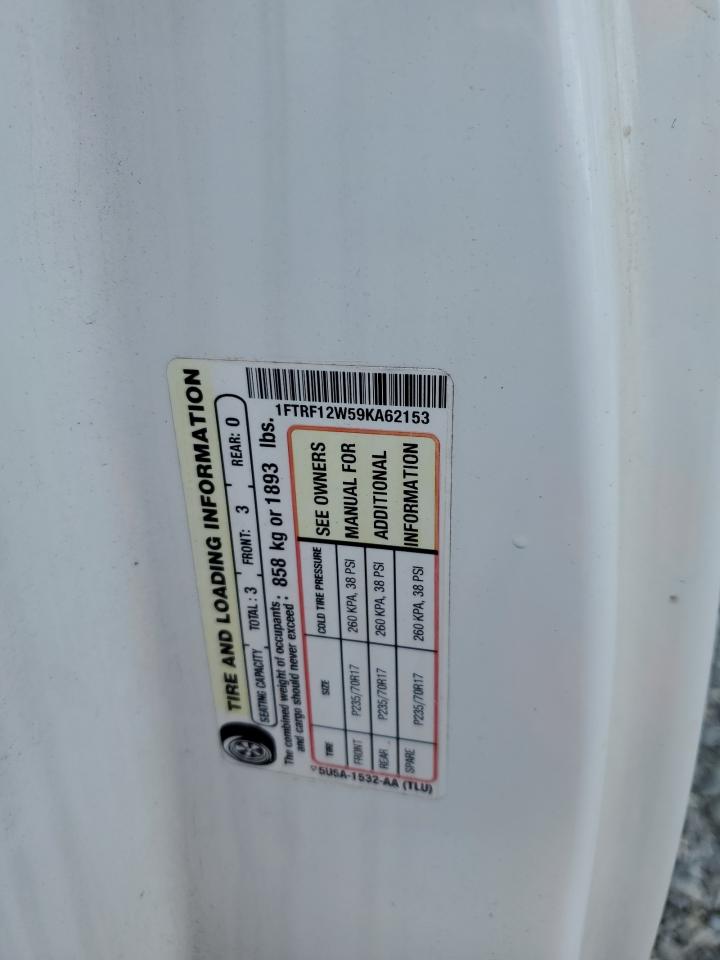 TIRE AND LOADING INFORMATION
SEATING CAPACITY TOTAL: 3 FRONT: 3 REAR: 0
The combined weight of occupants and cargo should never exceed: 858 kg or 1893 lbs.
1FTRF12W59KA62153
TIRE SIZE COLD TIRE PRESSURE
FRONT P235/70R17 260 KPA, 38 PSI
REAR P235/70R17 260 KPA, 38 PSI
SPARE P235/70R17 260 KPA, 38 PSI
SEE OWNERS
MANUAL FOR
ADDITIONAL
INFORMATION
5U5A-1532-AA (TLU)